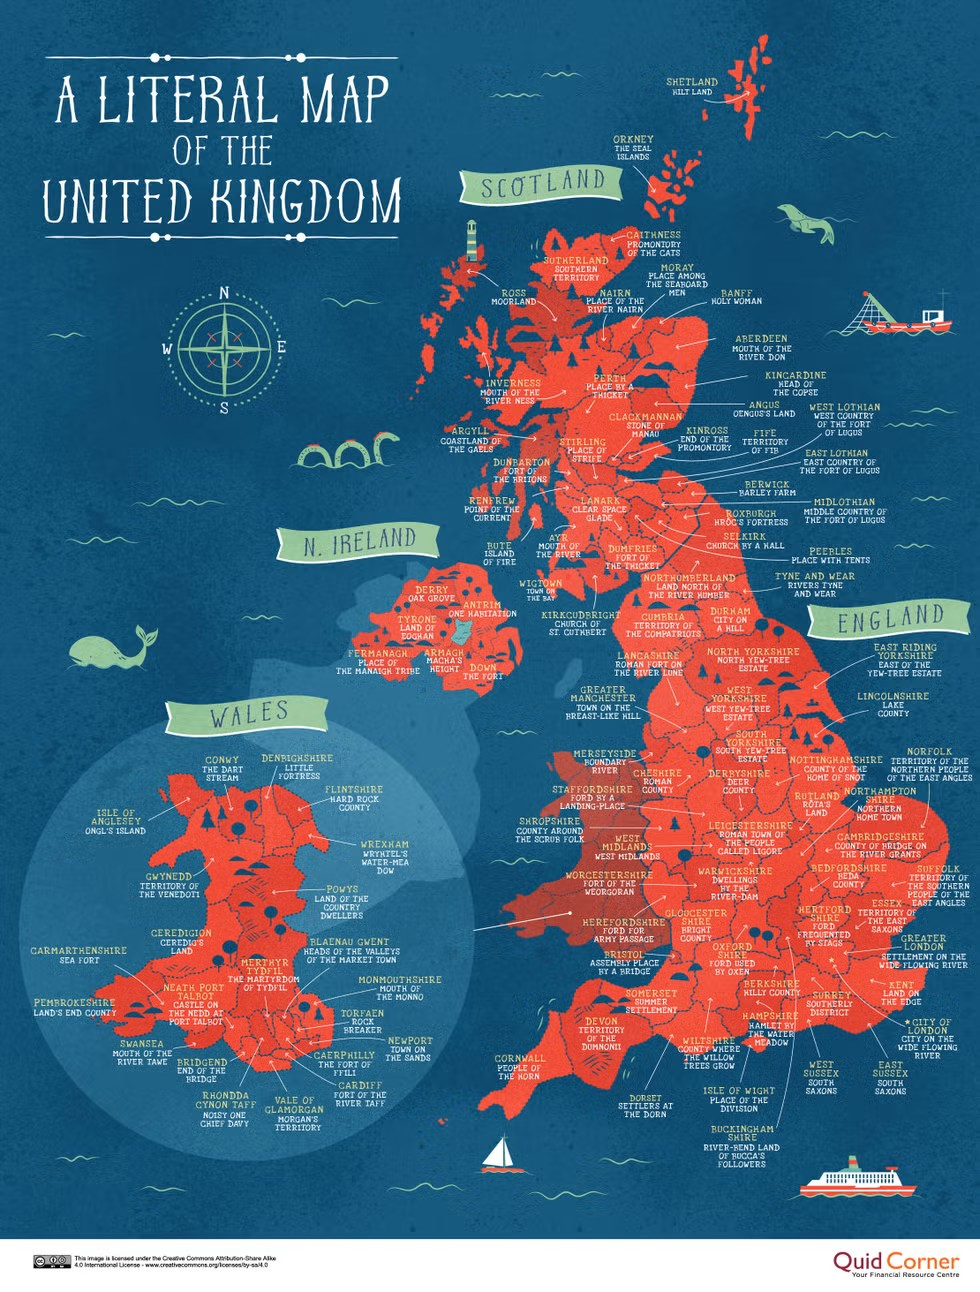 A LITERAL MAP
OF THE
UNITED KINGDOM
N
W
E
S
SCOTLAND
SHETLAND
HILT LAND
ORKNEY
THE SEAL
ISLANDS
CAITHNESS
PROMONTORY
OF THE CATS
SUTHERLAND
SOUTHERN
TERRITORY
MORAY
PLACE AMONG
THE SEABOARD
MEN
ROSS
MOORLAND
NAIRN
PLACE OF THE
RIVER NAIRN
BANFF
HOLY WOMAN
ABERDEEN
MOUTH OF THE
RIVER DON
INVERNESS
MOUTH OF THE
RIVER NESS
PERTH
PLACE BY A
THICKET
KINCARDINE
HEAD OF
THE COPSE
ANGUS
OENGUS'S LAND
WEST LOTHIAN
WEST COUNTRY
OF THE FORT
OF LUGUS
CLACKMANNAN
STONE OF
MANAU
ARGYLL
COASTLAND OF
THE GAELS
STIRLING
PLACE OF
STRIFE
KINROSS
END OF THE
PROMONTORY
FIFE
TERRITORY
OF FIB
EAST LOTHIAN
EAST COUNTRY OF
THE FORT OF LUGUS
DUNBARTON
FORT OF
THE BRITONS
BERWICK
BARLEY FARM
RENFREW
POINT OF THE
CURRENT
LANARK
CLEAR SPACE
GLADE
MIDLOTHIAN
MIDDLE COUNTRY OF
THE FORT OF LUGUS
ROXBURGH
HROC'S FORTRESS
SELKIRK
CHURCH BY A HALL
BUTE
ISLAND
OF FIRE
AYR
MOUTH OF
THE RIVER
DUMFRIES
FORT OF
THE THICKET
PEEBLES
PLACE WITH TENTS
WIGTOWN
TOWN ON
THE BAY
KIRKCUDBRIGHT
CHURCH OF
ST. CUTHBERT
N. IRELAND
DERRY
OAK GROVE
ANTRIM
ONE HABITATION
TYRONE
LAND OF
EOGHAN
FERMANAGH
PLACE OF
THE MANAIGH TRIBE
ARMAGH
MACHA'S
HEIGHT
DOWN
THE FORT
ENGLAND
NORTHUMBERLAND
LAND NORTH OF
THE RIVER HUMBER
TYNE AND WEAR
RIVERS TYNE
AND WEAR
CUMBRIA
TERRITORY OF
THE COMPATRIOTS
DURHAM
CITY ON
A HILL
LANCASHIRE
ROMAN FORT ON
THE RIVER LUNE
NORTH YORKSHIRE
NORTH YEW-TREE
ESTATE
EAST RIDING
YORKSHIRE
EAST OF THE
YEW-TREE ESTATE
GREATER
MANCHESTER
TOWN ON THE
BREAST-LIKE HILL
WEST
YORKSHIRE
WEST YEW-TREE
ESTATE
LINCOLNSHIRE
LAKE
COUNTY
SOUTH
YORKSHIRE
SOUTH YEW-TREE
ESTATE
MERSEYSIDE
BOUNDARY
RIVER
CHESHIRE
ROMAN
COUNTY
DERBYSHIRE
DEER
COUNTY
NOTTINGHAMSHIRE
COUNTY OF THE
HOME OF SNOT
NORFOLK
TERRITORY OF THE
NORTHERN PEOPLE
OF THE EAST ANGLES
STAFFORDSHIRE
FORD BY A
LANDING-PLACE
RUTLAND
ROTA'S
LAND
NORTHAMPTON
SHIRE
NORTHERN
HOME TOWN
SHROPSHIRE
COUNTY AROUND
THE SCRUB FOLK
WEST
MIDLANDS
WEST MIDLANDS
LEICESTERSHIRE
ROMAN TOWN OF
THE PEOPLE
CALLED LIGORE
CAMBRIDGESHIRE
COUNTY OF BRIDGE ON
THE RIVER GRANTS
WORCESTERSHIRE
FORT OF THE
WEORGORAN
WARWICKSHIRE
DWELLINGS
BY THE
RIVER-DAM
BEDFORDSHIRE
BEDA
COUNTY
SUFFOLK
TERRITORY OF
THE SOUTHERN
PEOPLE OF THE
EAST ANGLES
HEREFORDSHIRE
FORD FOR
ARMY PASSAGE
GLOUCESTER
SHIRE
BRIGHT
COUNTY
HERTFORD
SHIRE
FORD
FREQUENTED
BY STAGS
ESSEX
TERRITORY OF
THE EAST
SAXONS
BRISTOL
ASSEMBLY PLACE
BY A BRIDGE
OXFORD
SHIRE
FORD USED
BY OXEN
GREATER
LONDON
SETTLEMENT ON THE
WIDE-FLOWING RIVER
SOMERSET
SUMMER
SETTLEMENT
BERKSHIRE
HILLY COUNTY
SURREY
SOUTHERLY
DISTRICT
KENT
LAND ON
THE EDGE
DEVON
TERRITORY
OF THE
DUMNONII
WILTSHIRE
COUNTY WHERE
THE WILLOW
TREES GROW
HAMPSHIRE
HAMLET BY
THE WATER
MEADOW
CITY OF
LONDON
CITY ON THE
WIDE FLOWING
RIVER
CORNWALL
PEOPLE OF
THE HORN
WEST
SUSSEX
SOUTH
SAXONS
EAST
SUSSEX
SOUTH
SAXONS
DORSET
SETTLERS AT
THE DORN
ISLE OF WIGHT
PLACE OF THE
DIVISION
BUCKINGHAM
SHIRE
RIVER-BEND LAND
OF BUCCA'S
FOLLOWERS
WALES
CONWY
THE DART
STREAM
DENBIGHSHIRE
LITTLE
FORTRESS
FLINTSHIRE
HARD ROCK
COUNTY
ISLE OF
ANGLESEY
ONGL'S ISLAND
WREXHAM
WRYHTEL'S
WATER-MEA
DOW
GWYNEDD
TERRITORY OF
THE VENEDOTI
POWYS
LAND OF THE
COUNTRY
DWELLERS
CEREDIGION
CEREDIG'S
LAND
BLAENAU GWENT
HEADS OF THE VALLEYS
OF THE MARKET TOWN
CARMARTHENSHIRE
SEA FORT
MERTHYR
TYDFIL
THE MARTYRDOM
OF TYDFIL
MONMOUTHSHIRE
MOUTH OF
THE MONNO
NEATH PORT
TALBOT
CASTLE ON
THE NEDD AT
PORT TALBOT
PEMBROKESHIRE
LAND'S END COUNTY
TORFAEN
ROCK
BREAKER
SWANSEA
MOUTH OF THE
RIVER TAWE
NEWPORT
TOWN ON
THE SANDS
BRIDGEND
END OF THE
BRIDGE
CAERPHILLY
THE FORT OF
FFILI
RHONDDA
CYNON TAFF
NOISY ONE
CHIEF DAVY
VALE OF
GLAMORGAN
MORGAN'S
TERRITORY
CARDIFF
FORT OF THE
RIVER TAFF
This image is licensed under the Creative Commons Attribution-Share Alike
4.0 International License - www.creativecommons.org/licenses/by-sa/4.0
Quid Corner
Your Financial Resource Centre